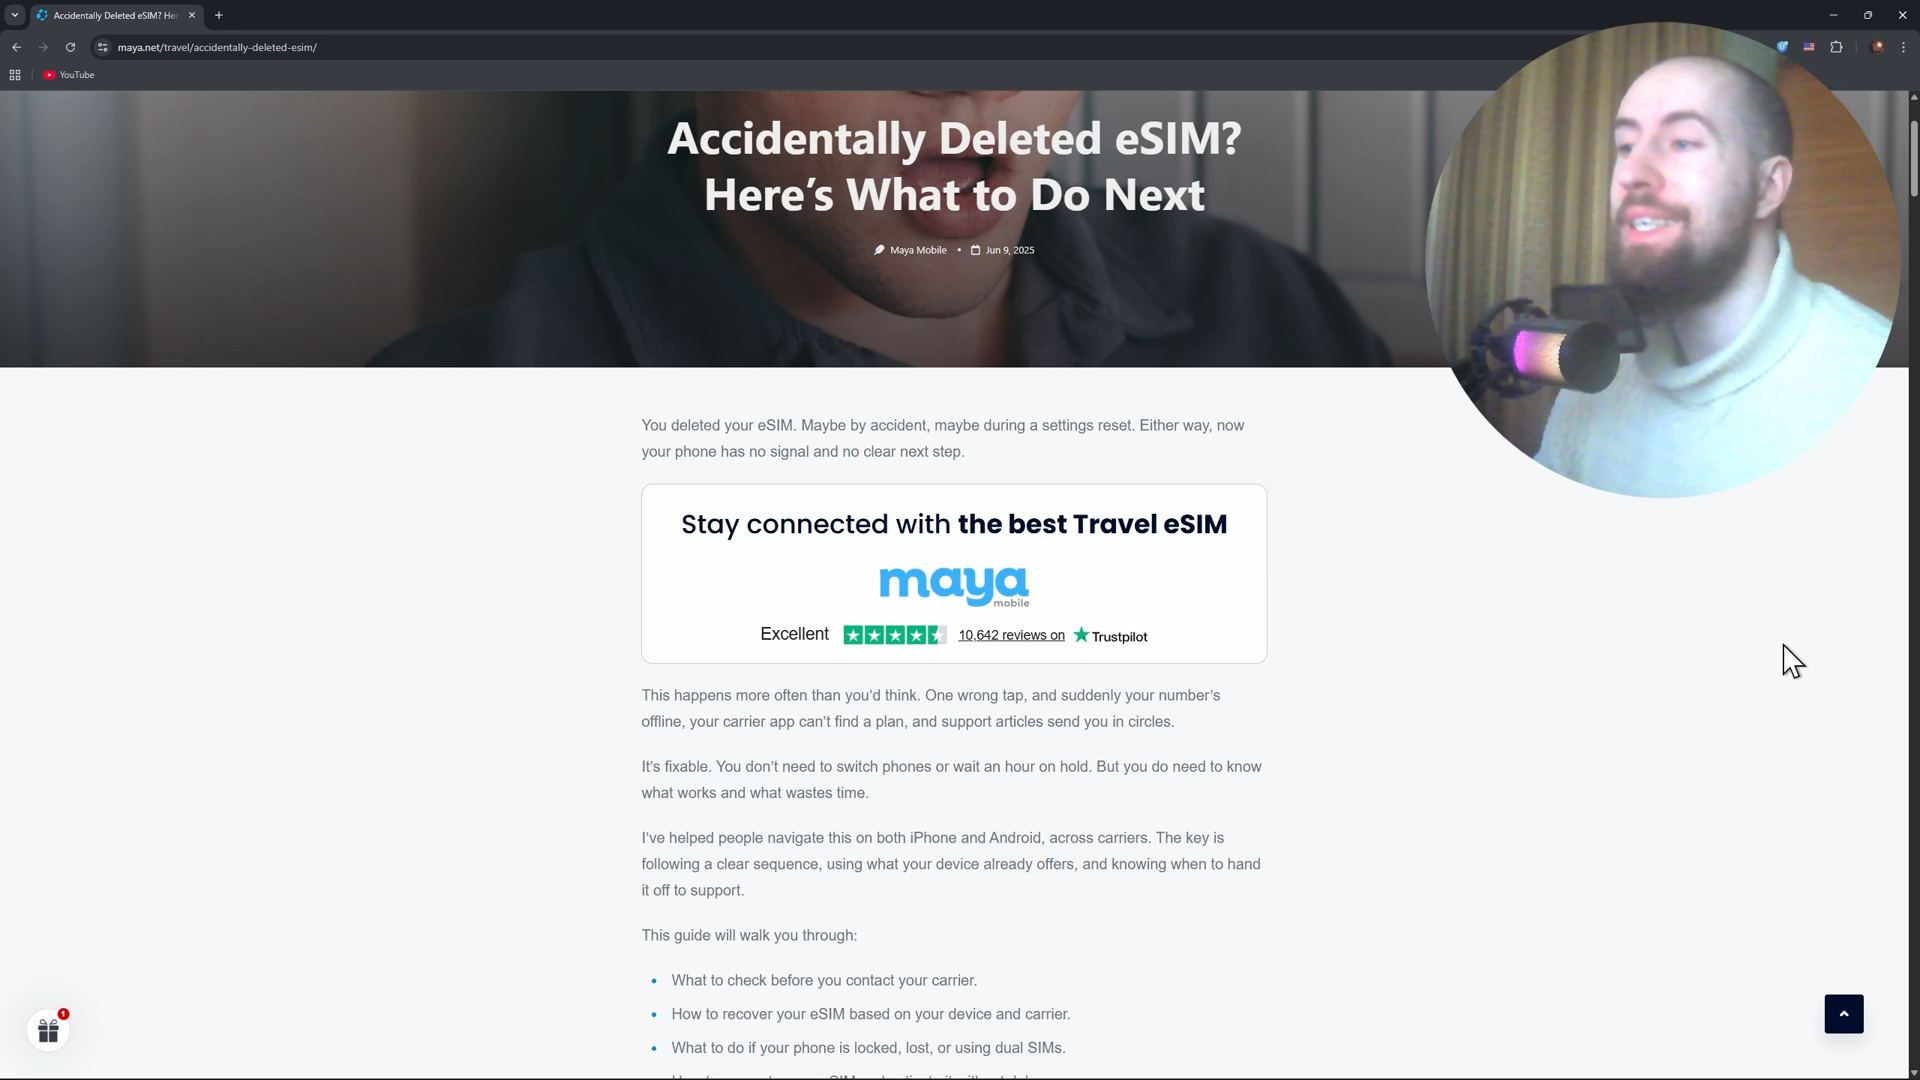 Accidentally Deleted eSIM? Her
maya.net/travel/accidentally-deleted-esim/
YouTube
Accidentally Deleted eSIM?
Here’s What to Do Next
Maya Mobile • Jun 9, 2025
You deleted your eSIM. Maybe by accident, maybe during a settings reset. Either way, now
your phone has no signal and no clear next step.
Stay connected with the best Travel eSIM
maya
mobile
Excellent 10,642 reviews on Trustpilot
This happens more often than you’d think. One wrong tap, and suddenly your number’s
offline, your carrier app can’t find a plan, and support articles send you in circles.
It’s fixable. You don’t need to switch phones or wait an hour on hold. But you do need to know
what works and what wastes time.
I’ve helped people navigate this on both iPhone and Android, across carriers. The key is
following a clear sequence, using what your device already offers, and knowing when to hand
it off to support.
This guide will walk you through:
• What to check before you contact your carrier.
• How to recover your eSIM based on your device and carrier.
• What to do if your phone is locked, lost, or using dual SIMs.
1